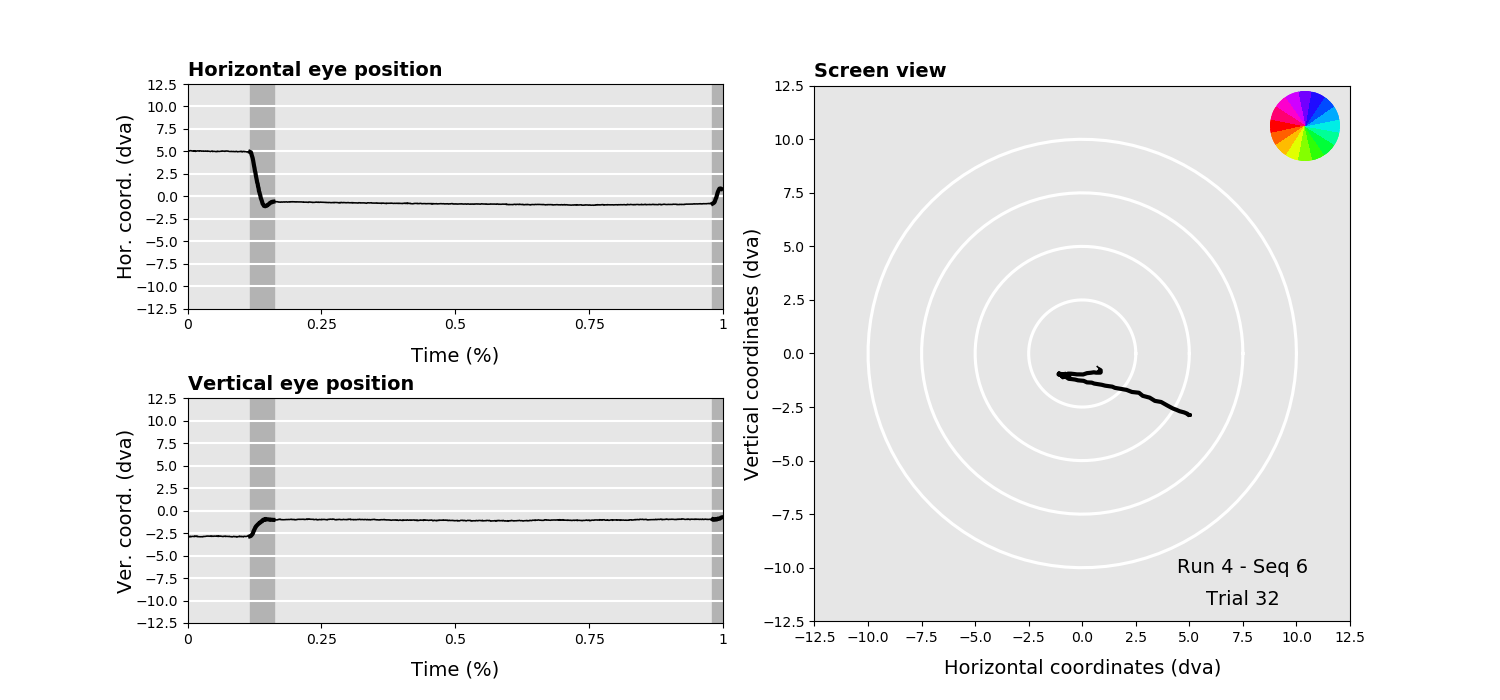 Horizontal eye position
12.5
10.0
7.5
5.0
2.5
0.0
−2.5
−5.0
−7.5
−10.0
−12.5
Hor. coord. (dva)
0 0.25 0.5 0.75 1
Time (%)
Vertical eye position
12.5
10.0
7.5
5.0
2.5
0.0
−2.5
−5.0
−7.5
−10.0
−12.5
Ver. coord. (dva)
0 0.25 0.5 0.75 1
Time (%)
Screen view
12.5
10.0
7.5
5.0
2.5
0.0
−2.5
−5.0
−7.5
−10.0
−12.5
Vertical coordinates (dva)
Run 4 - Seq 6
Trial 32
−12.5 −10.0 −7.5 −5.0 −2.5 0.0 2.5 5.0 7.5 10.0 12.5
Horizontal coordinates (dva)